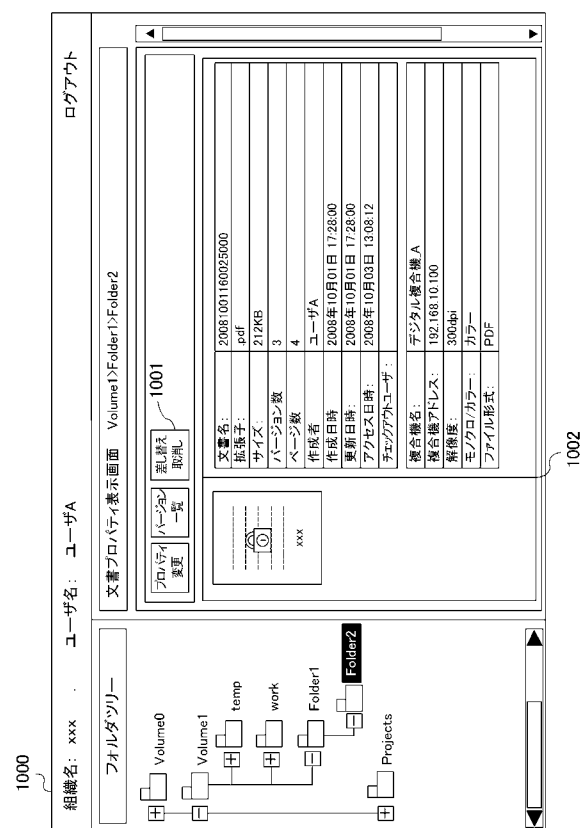 1000
組織名: xxx . ユーザ名: ユーザA ログアウト
フォルダツリー
Volume0
Volume1
temp
work
Folder1
Folder2
Projects
文書プロパティ表示画面 Volume1>Folder1>Folder2
プロパティ
変更
バージョン
一覧
差し替え
取消し
1001
xxx
文書名: 20081001160025000
拡張子: .pdf
サイズ: 212KB
バージョン数 3
ページ数 4
作成者 ユーザA
作成日時 2008年10月01日 17:28:00
更新日時: 2008年10月01日 17:28:00
アクセス日時: 2008年10月03日 13:08:12
チェックアウトユーザ:
複合機名: デジタル複合機_A
複合機アドレス: 192.168.10.100
解像度: 300dpi
モノクロ/カラー: カラー
ファイル形式: PDF
1002